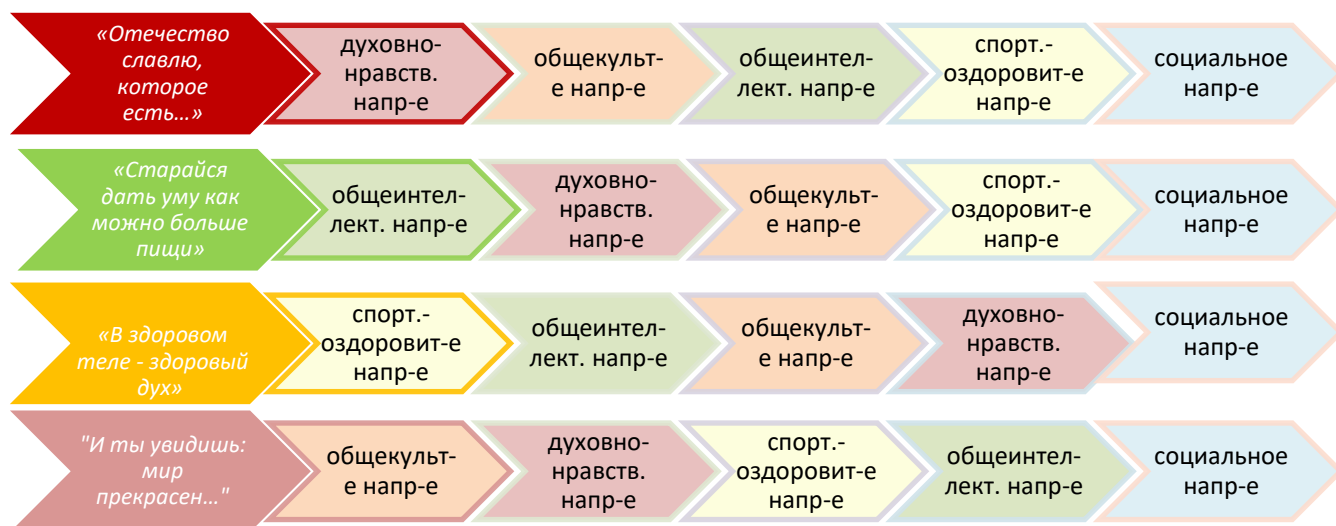 «Отечество
славлю,
которое
есть…»
духовно-
нравств.
напр-е
общекульт-
е напр-е
общеинтел-
лект. напр-е
спорт.-
оздоровит-е
напр-е
социальное
напр-е
«Старайся
дать уму как
можно больше
пищи»
общеинтел-
лект. напр-е
духовно-
нравств.
напр-е
общекульт-
е напр-е
спорт.-
оздоровит-е
напр-е
социальное
напр-е
«В здоровом
теле - здоровый
дух»
спорт.-
оздоровит-е
напр-е
общеинтел-
лект. напр-е
общекульт-
е напр-е
духовно-
нравств.
напр-е
социальное
напр-е
"И ты увидишь:
мир
прекрасен…"
общекульт-
е напр-е
духовно-
нравств.
напр-е
спорт.-
оздоровит-е
напр-е
общеинтел-
лект. напр-е
социальное
напр-е